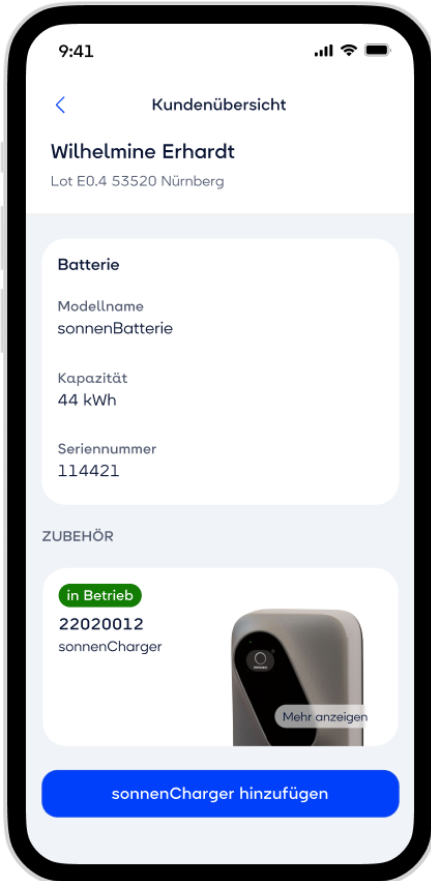 9:41
Kundenübersicht
Wilhelmine Erhardt
Lot E0.4 53520 Nürnberg
Batterie
Modellname
sonnenBatterie
Kapazität
44 kWh
Seriennummer
114421
ZUBEHÖR
in Betrieb
22020012
sonnenCharger
Mehr anzeigen
sonnenCharger hinzufügen